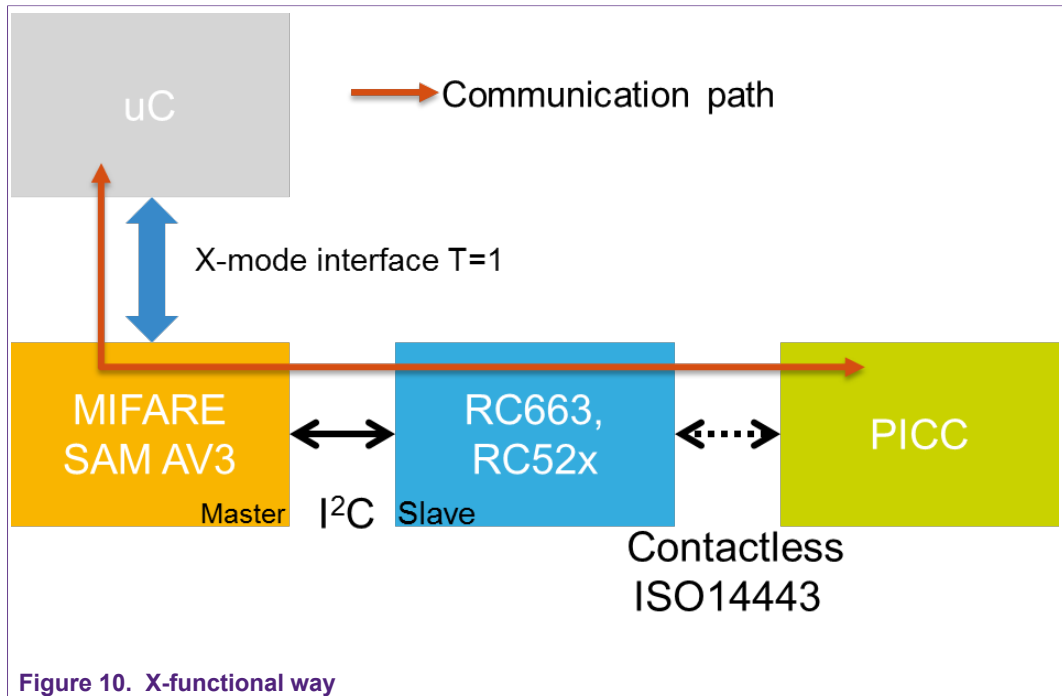 uC
Communication path
X-mode interface T=1
MIFARE
SAM AV3
Master
I²C
RC663,
RC52x
Slave
PICC
Contactless
ISO14443
Figure 10. X-functional way